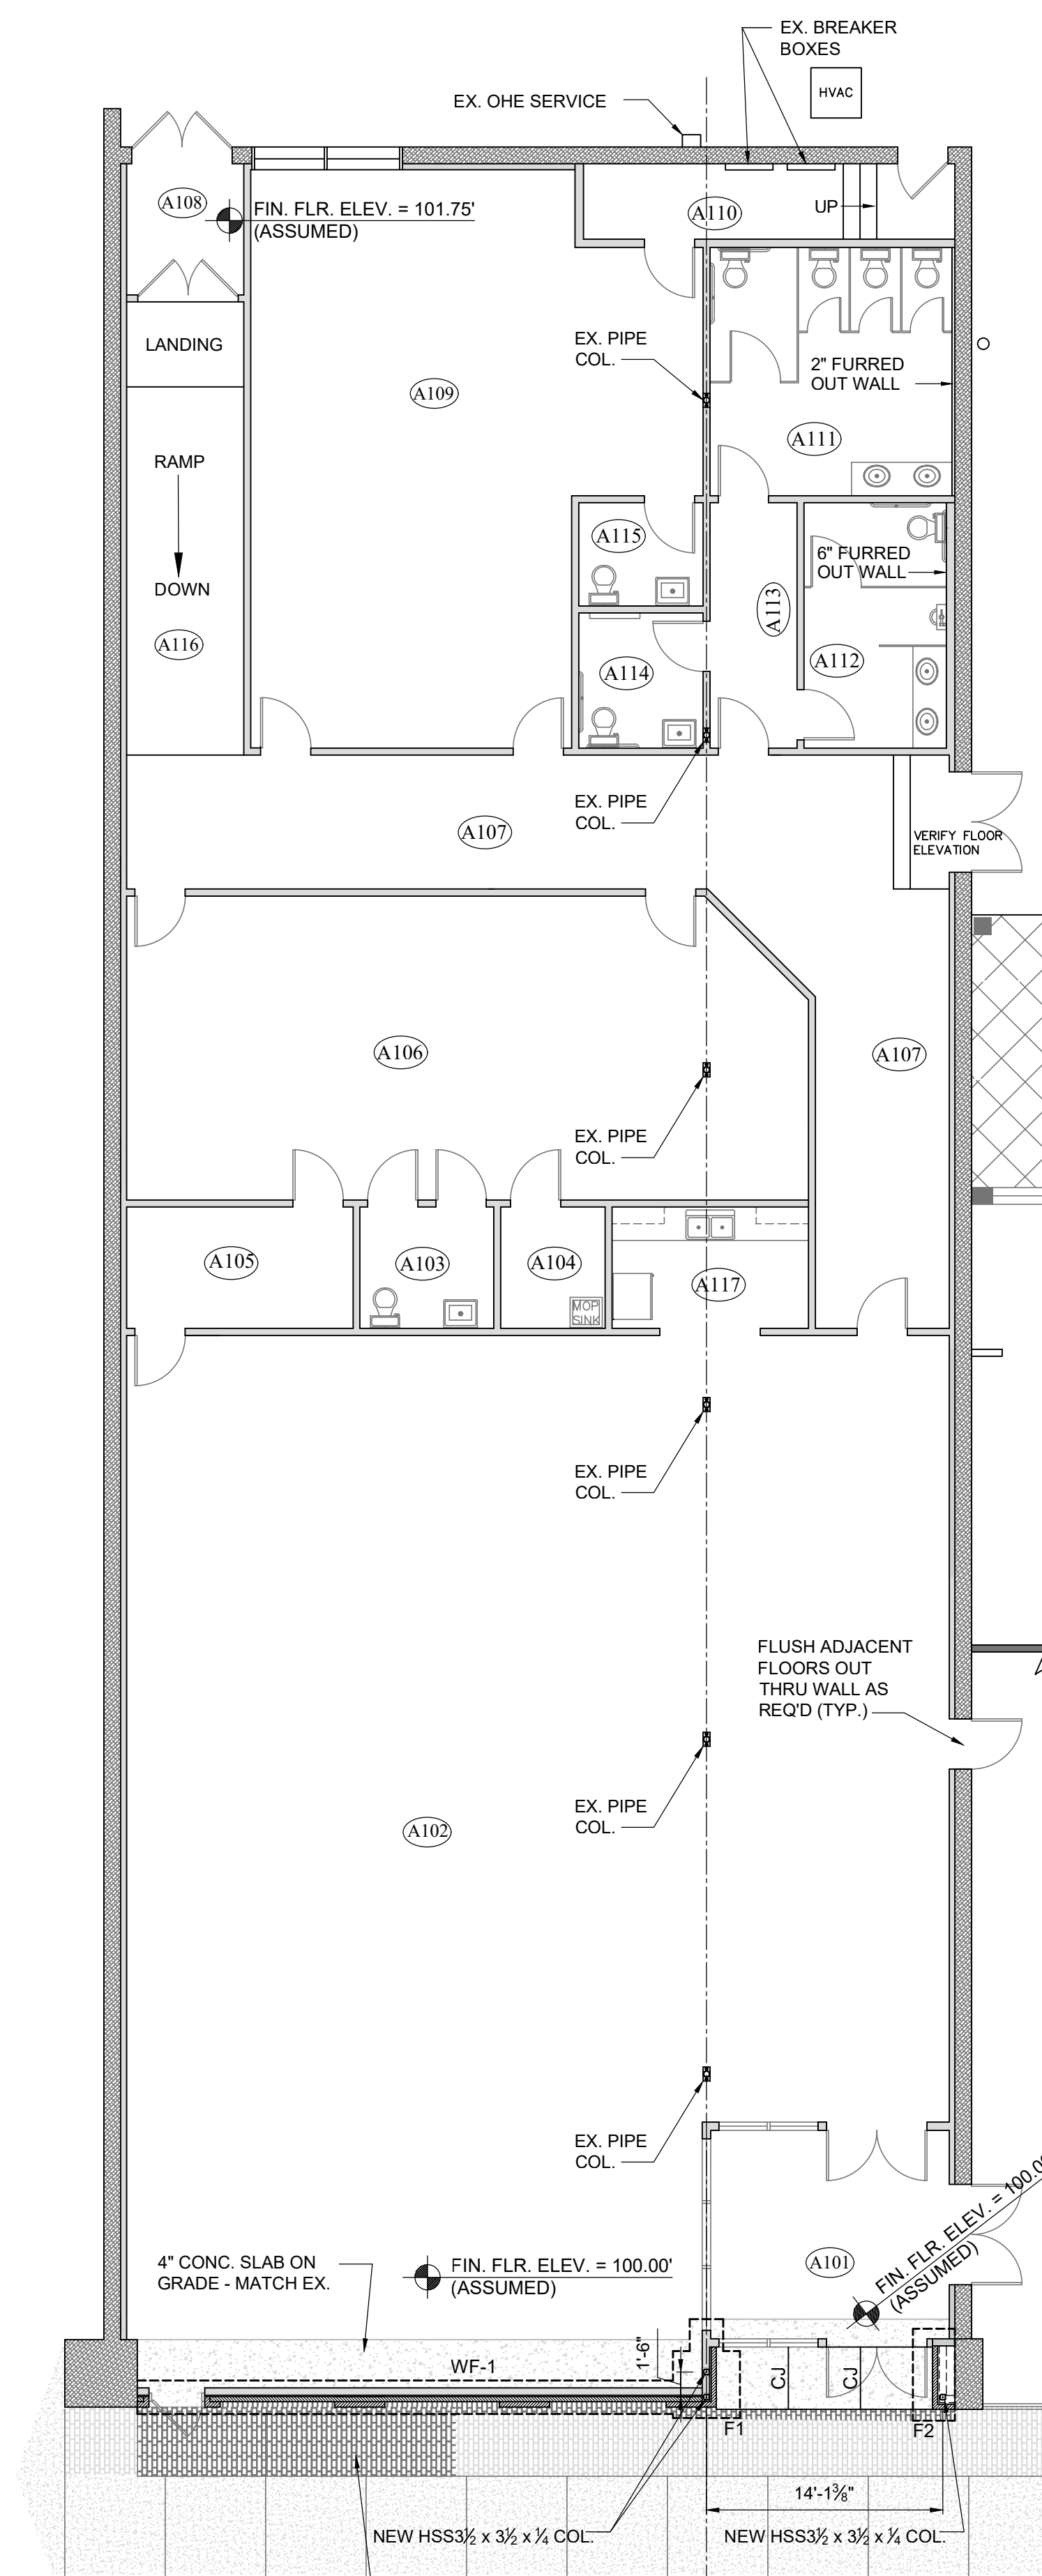 EX. BREAKER
BOXES
HVAC
EX. OHE SERVICE
A108
FIN. FLR. ELEV. = 101.75'
(ASSUMED)
A110
UP
LANDING
EX. PIPE
COL.
2" FURRED
OUT WALL
A109
A111
RAMP
A115
6" FURRED
OUT WALL
DOWN
A113
A116
A114
A112
EX. PIPE
COL.
A107
VERIFY FLOOR
ELEVATION
A106
A107
EX. PIPE
COL.
A105
A103
A104
A117
MOP
SINK
EX. PIPE
COL.
FLUSH ADJACENT
FLOORS OUT
THRU WALL AS
REQ'D (TYP.)
EX. PIPE
COL.
A102
EX. PIPE
COL.
4" CONC. SLAB ON
GRADE - MATCH EX.
FIN. FLR. ELEV. = 100.00'
(ASSUMED)
A101
FIN. FLR. ELEV. = 100.0
(ASSUMED)
1'-6"
WF-1
CJ
CJ
F1
F2
14'-1⅜"
NEW HSS3½ x 3½ x ¼ COL.
NEW HSS3½ x 3½ x ¼ COL.